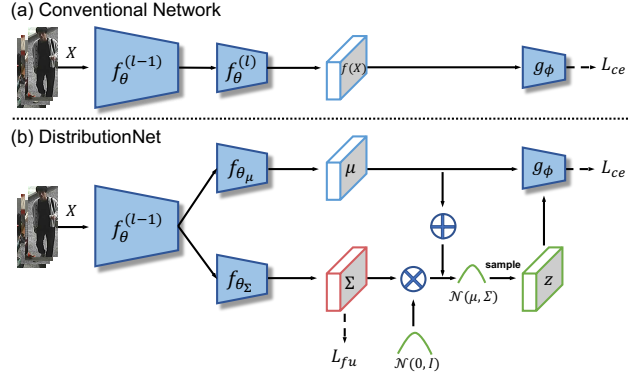 (a) Conventional Network
X
f_θ^(l−1)
f_θ^(l)
f(X)
g_ϕ
L_ce
(b) DistributionNet
f_θμ
μ
g_ϕ
L_ce
X
f_θ^(l−1)
sample
f_θΣ
Σ
N(μ, Σ)
z
L_fu
N(0, I)